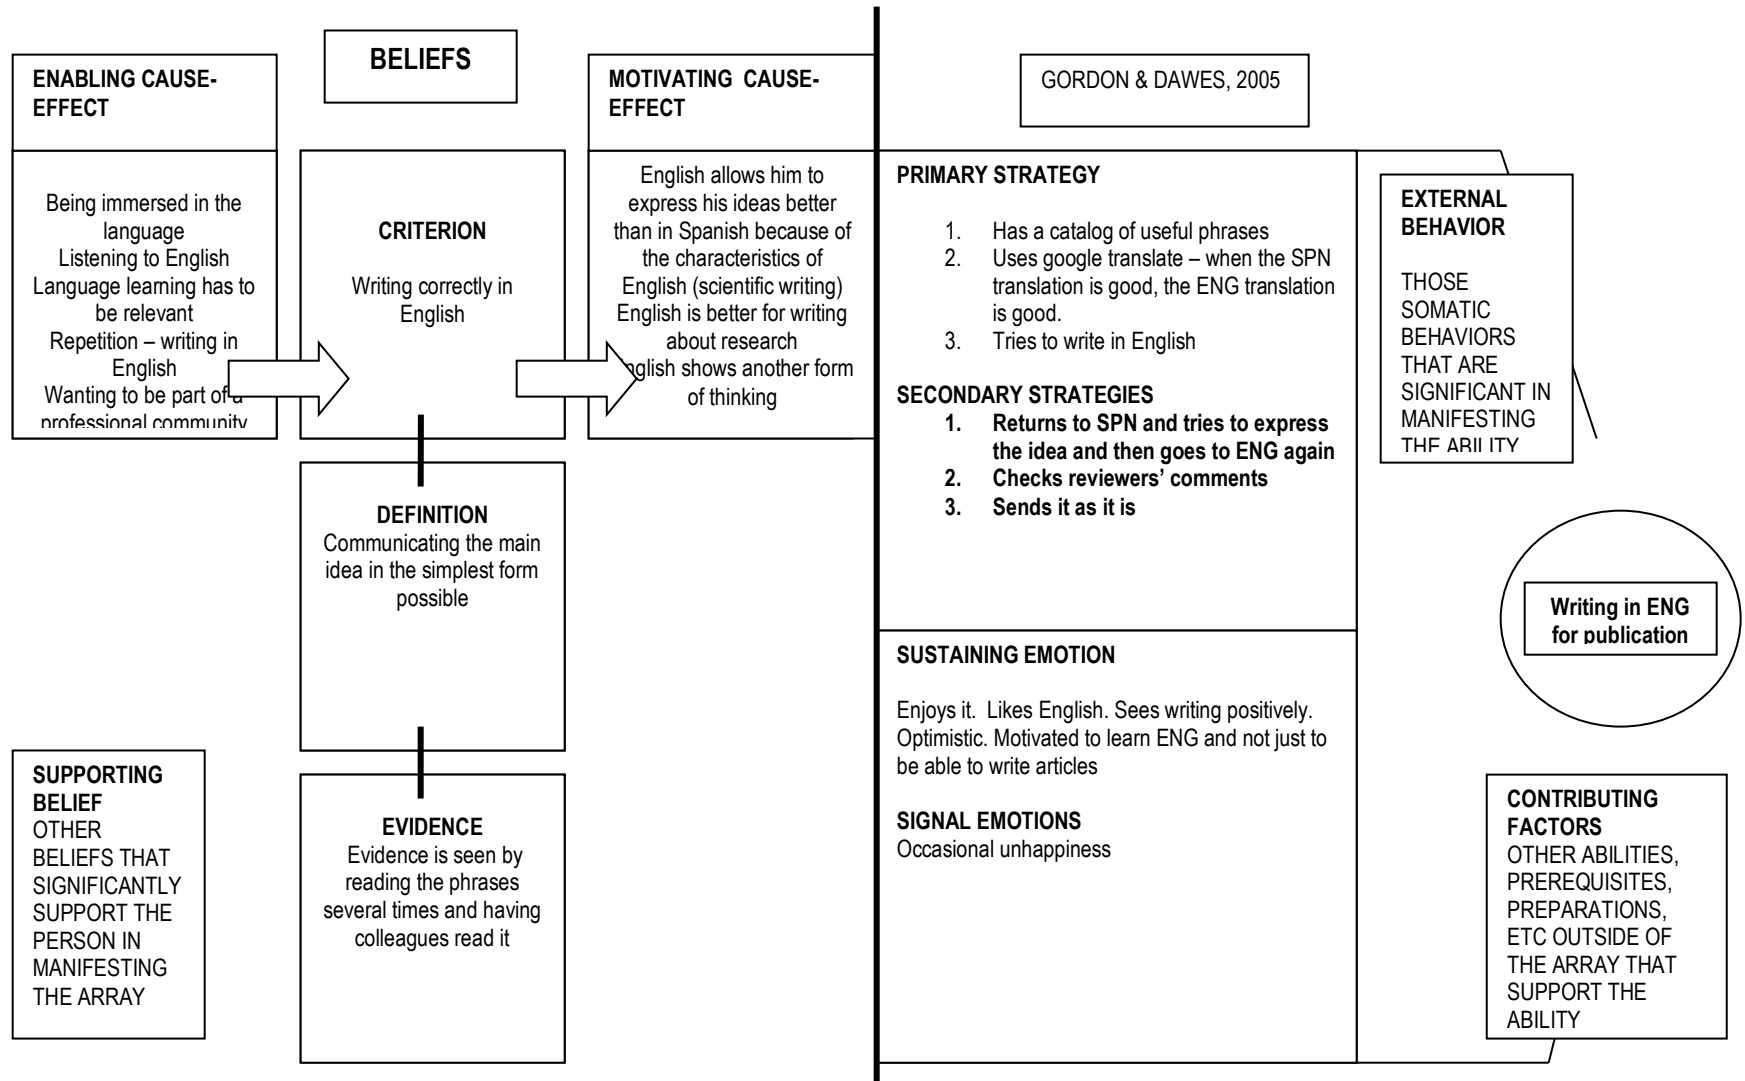 BELIEFS
ENABLING CAUSE-
EFFECT
Being immersed in the
language
Listening to English
Language learning has to
be relevant
Repetition – writing in
English
Wanting to be part of a
professional community
CRITERION
Writing correctly in
English
MOTIVATING CAUSE-
EFFECT
English allows him to
express his ideas better
than in Spanish because of
the characteristics of
English (scientific writing)
English is better for writing
about research
English shows another form
of thinking
DEFINITION
Communicating the main
idea in the simplest form
possible
EVIDENCE
Evidence is seen by
reading the phrases
several times and having
colleagues read it
SUPPORTING
BELIEF
OTHER
BELIEFS THAT
SIGNIFICANTLY
SUPPORT THE
PERSON IN
MANIFESTING
THE ARRAY
GORDON & DAWES, 2005
PRIMARY STRATEGY
1. Has a catalog of useful phrases
2. Uses google translate – when the SPN
translation is good, the ENG translation
is good.
3. Tries to write in English
SECONDARY STRATEGIES
1. Returns to SPN and tries to express
the idea and then goes to ENG again
2. Checks reviewers' comments
3. Sends it as it is
SUSTAINING EMOTION
Enjoys it. Likes English. Sees writing positively.
Optimistic. Motivated to learn ENG and not just to
be able to write articles
SIGNAL EMOTIONS
Occasional unhappiness
EXTERNAL
BEHAVIOR
THOSE
SOMATIC
BEHAVIORS
THAT ARE
SIGNIFICANT IN
MANIFESTING
THE ABILITY
Writing in ENG
for publication
CONTRIBUTING
FACTORS
OTHER ABILITIES,
PREREQUISITES,
PREPARATIONS,
ETC OUTSIDE OF
THE ARRAY THAT
SUPPORT THE
ABILITY